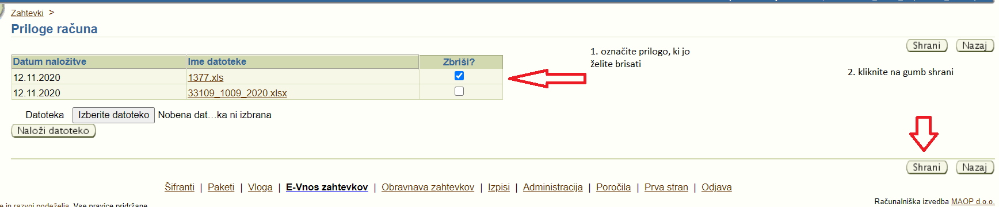 Zahtevki >
Priloge računa
Shrani Nazaj
1. označite prilogo, ki jo
želite brisati
Datum naložitve Ime datoteke Zbriši?
12.11.2020 1377.xls
2. kliknite na gumb shrani
12.11.2020 33109_1009_2020.xlsx
Datoteka Izberite datoteko Nobena dat...ka ni izbrana
Naloži datoteko
Shrani Nazaj
Šifranti | Paketi | Vloga | E-Vnos zahtevkov | Obravnava zahtevkov | Izpisi | Administracija | Poročila | Prva stran | Odjava
Računalniška izvedba MAOP d.o.o.
e in razvoj podeželja. Vse pravice pridržane.